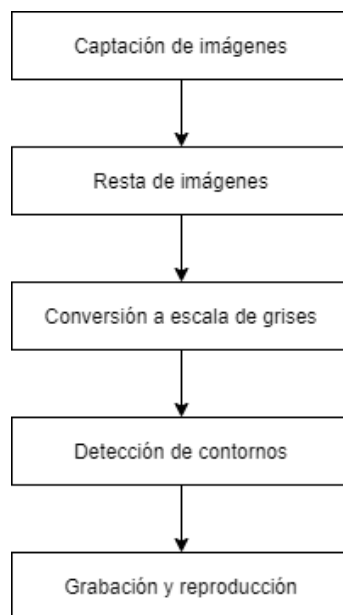 Captación de imágenes
Resta de imágenes
Conversión a escala de grises
Detección de contornos
Grabación y reproducción